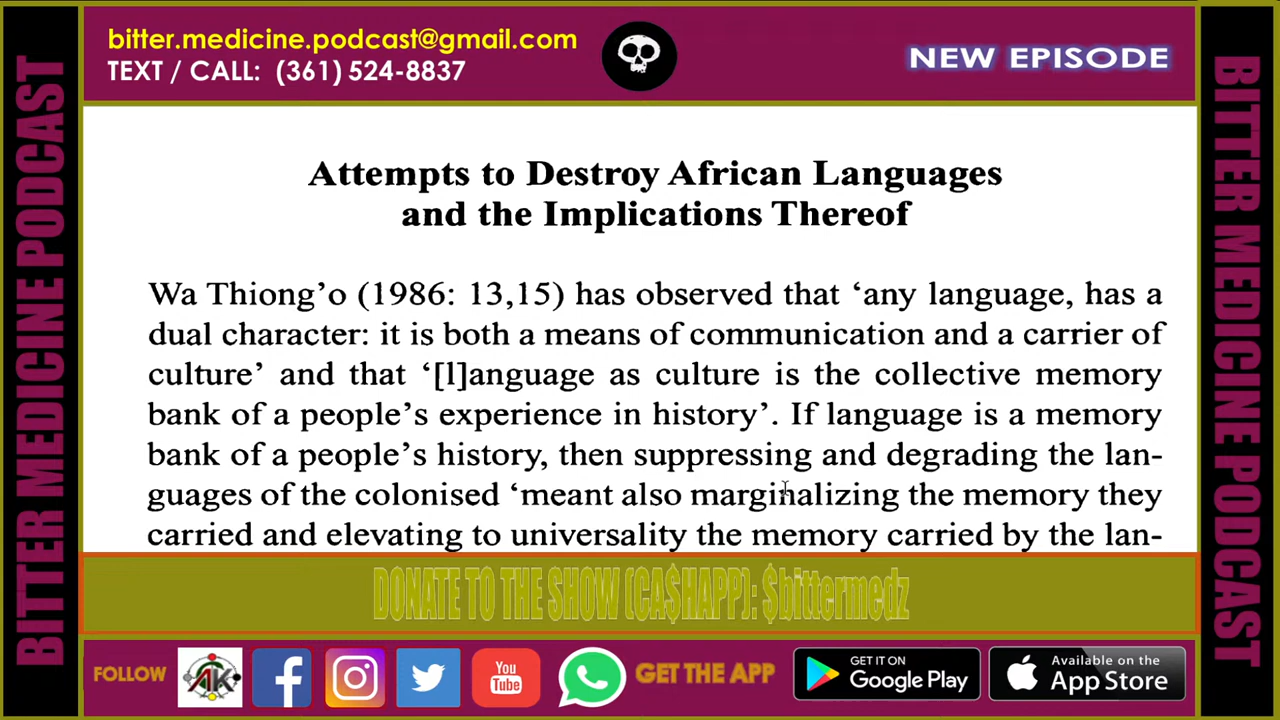 bitter.medicine.podcast@gmail.com
TEXT / CALL: (361) 524-8837
NEW EPISODE
BITTER MEDICINE PODCAST
Attempts to Destroy African Languages
and the Implications Thereof
Wa Thiong’o (1986: 13,15) has observed that ‘any language, has a
dual character: it is both a means of communication and a carrier of
culture’ and that ‘[l]anguage as culture is the collective memory
bank of a people’s experience in history’. If language is a memory
bank of a people’s history, then suppressing and degrading the lan-
guages of the colonised ‘meant also marginalizing the memory they
carried and elevating to universality the memory carried by the lan-
BITTER MEDICINE PODCAST
DONATE TO THE SHOW (CA$HAPP): $bittermedz
FOLLOW
ATK
You
Tube
GET THE APP
GET IT ON
Google Play
Available on the
App Store